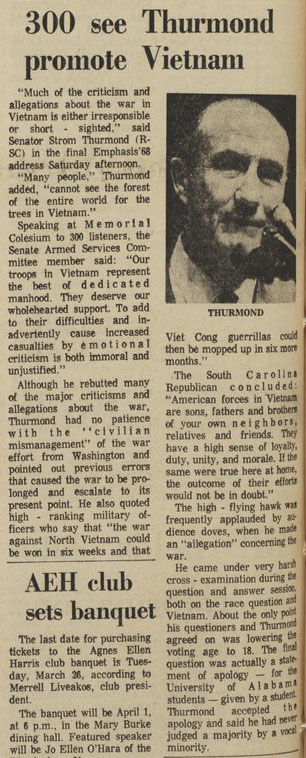 300 see Thurmond
promote Vietnam
"Much of the criticism and
allegations about the war in
Vietnam is either irresponsible
or short - sighted," said
Senator Strom Thurmond (R-
SC) in the final Emphasis'68
address Saturday afternoon.
"Many people," Thurmond
added, "cannot see the forest
of the entire world for the
trees in Vietnam."
Speaking at Memorial
Colesium to 300 listeners, the
Senate Armed Services Com-
mittee member said: "Our
troops in Vietnam represent
the best of dedicated
manhood. They deserve our
wholehearted support. To add
to their difficulties and in-
advertently cause increased
casualties by emotional
criticism is both immoral and
unjustified."
Although he rebutted many
of the major criticisms and
allegations about the war,
Thurmond had no patience
with the "civilian
mismanagement" of the war
effort from Washington and
pointed out previous errors
that caused the war to be pro-
longed and escalate to its
present point. He also quoted
high - ranking military of-
ficers who say that "the war
against North Vietnam could
be won in six weeks and that
THURMOND
Viet Cong guerrillas could
then be mopped up in six more
months."
The South Carolina
Republican concluded:
"American forces in Vietnam
are sons, fathers and brothers
of your own neighbors,
relatives and friends. They
have a high sense of loyalty,
duty, unity, and morale. If the
same were true here at home,
the outcome of their efforts
would not be in doubt."
The high - flying hawk was
frequently applauded by au-
dience doves, when he made
an "allegation" concerning the
war.
He came under very harsh
cross - examination during the
question and answer session,
both on the race question and
Vietnam. About the only point
his questioners and Thurmond
agreed on was lowering the
voting age to 18. The final
question was actually a state-
ment of apology — for the
University of Alabama
students — given by a student.
Thurmond accepted the
apology and said he had never
judged a majority by a vocal
minority.
AEH club
sets banquet
The last date for purchasing
tickets to the Agnes Ellen
Harris club banquet is Tues-
day, March 26, according to
Merrell Liveakos, club presi-
dent.
The banquet will be April 1,
at 6 p.m., in the Mary Burke
dining hall. Featured speaker
will be Jo Ellen O'Hara of the